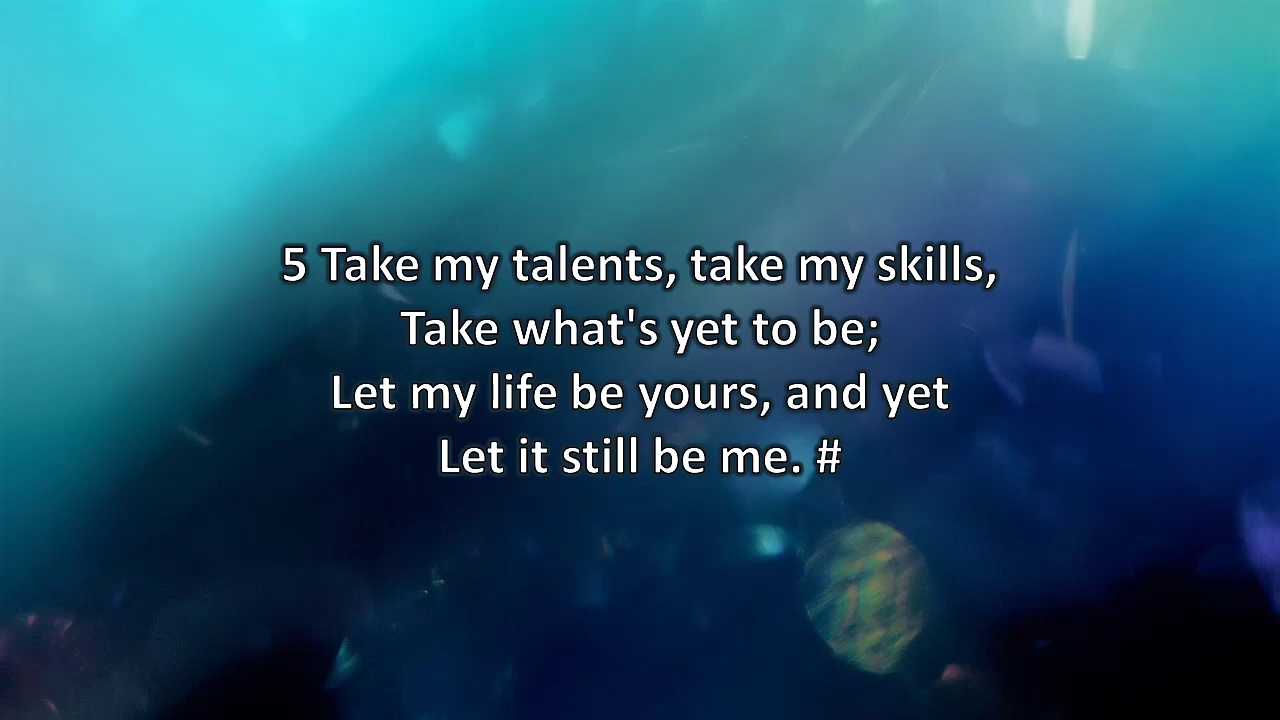 5 Take my talents, take my skills,
Take what's yet to be;
Let my life be yours, and yet
Let it still be me. #